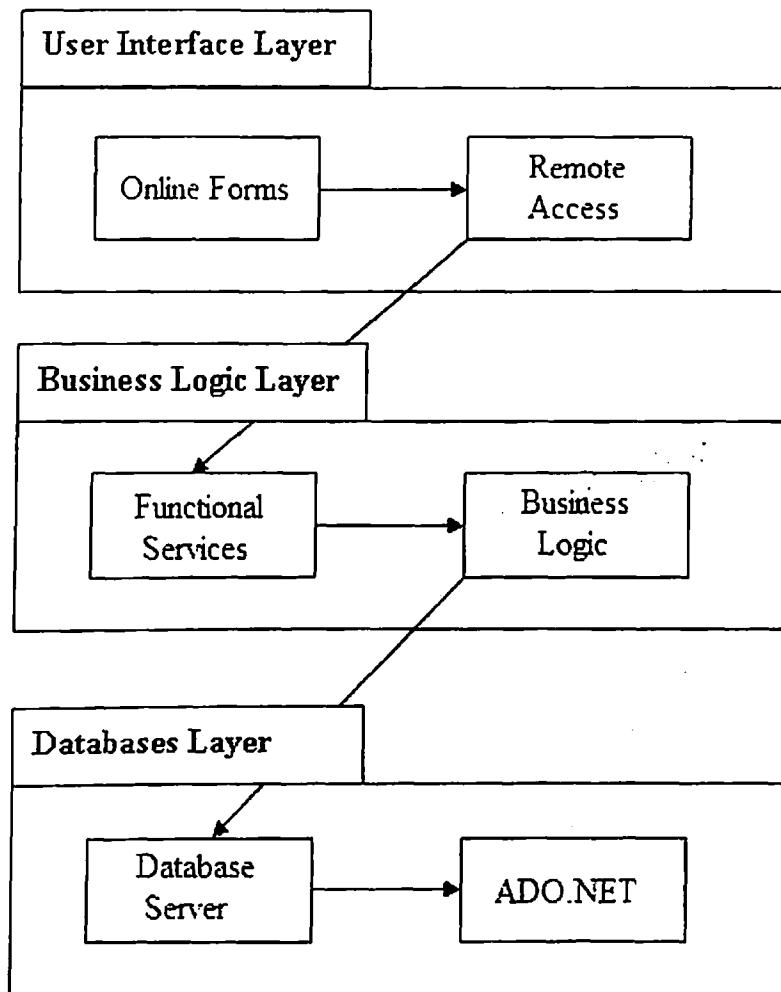 User Interface Layer
Online Forms
Remote
Access
Business Logic Layer
Functional
Services
Business
Logic
Databases Layer
Database
Server
ADO.NET